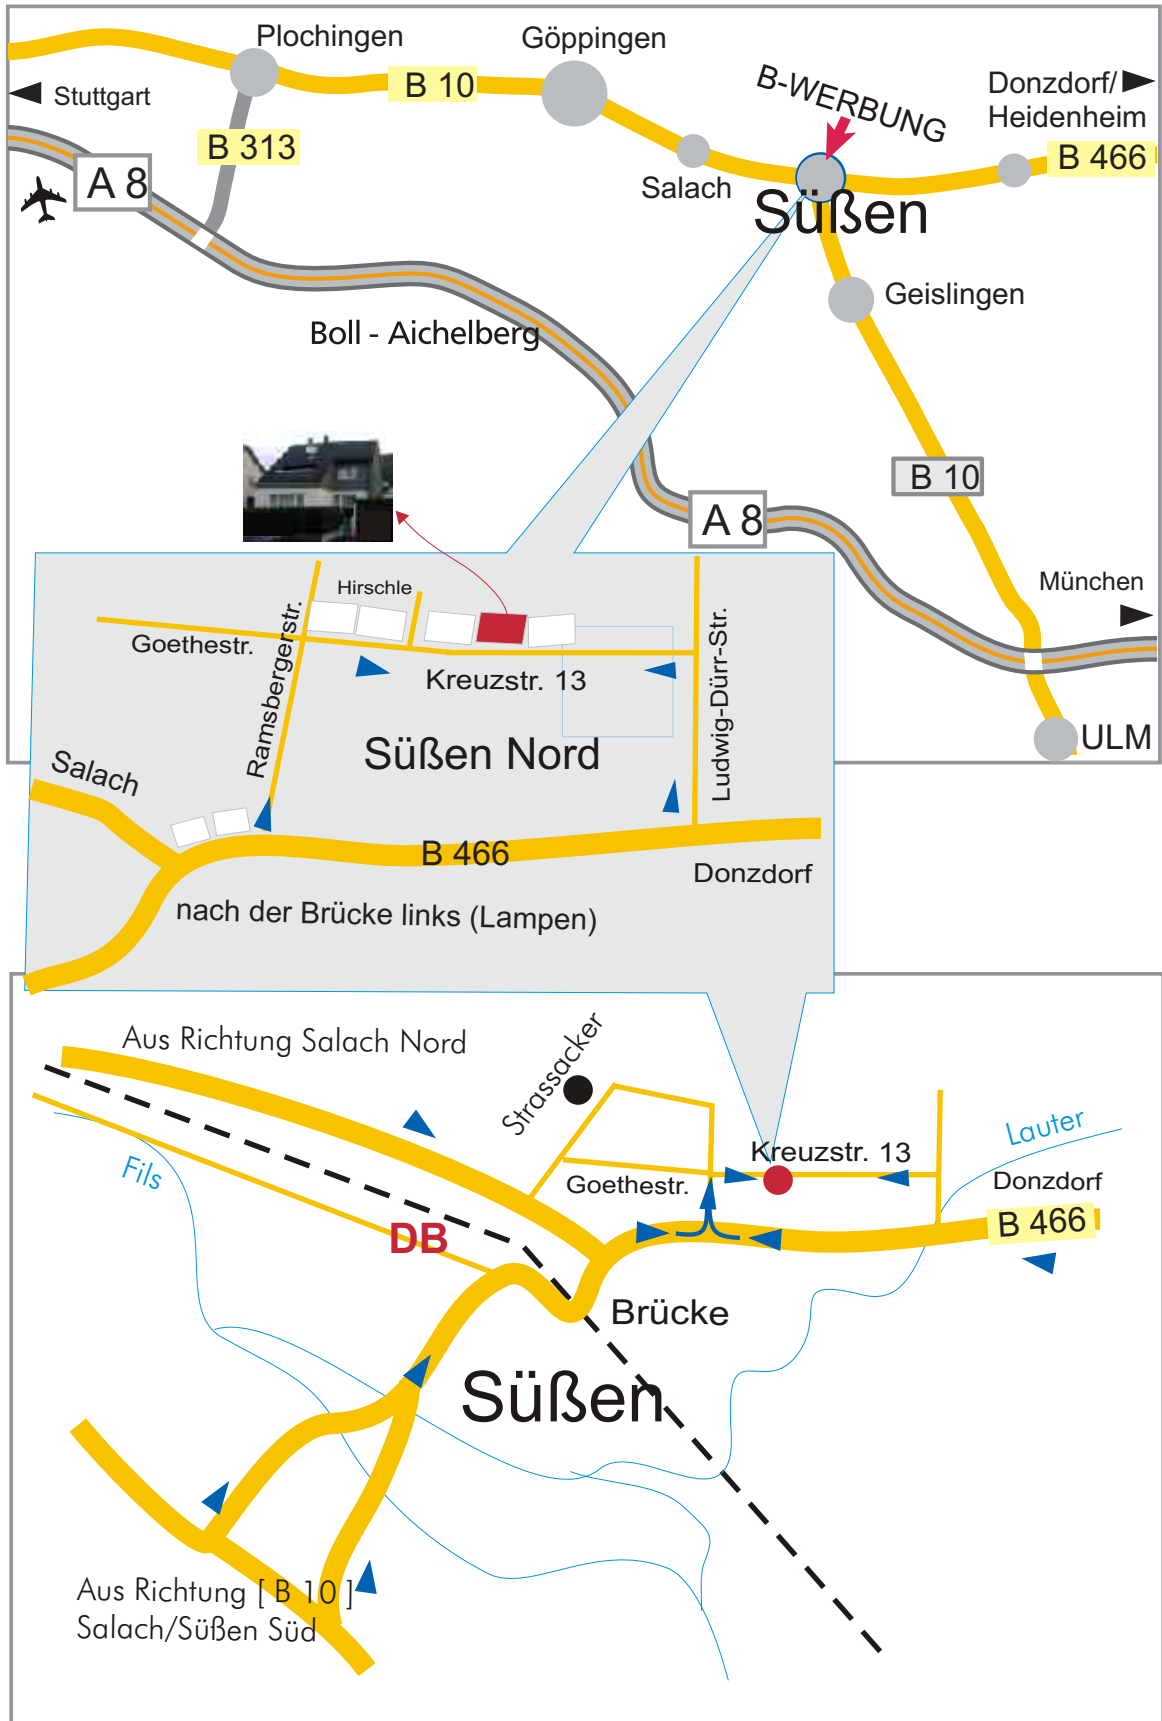 Plochingen
Göppingen
Stuttgart
B 10
B-WERBUNG
Donzdorf/
Heidenheim
B 313
B 466
A 8
Salach
Süßen
Geislingen
Boll - Aichelberg
B 10
A 8
München
ULM
Hirschle
Goethestr.
Ramsbergerstr.
Kreuzstr. 13
Ludwig-Dürr-Str.
Süßen Nord
Salach
B 466
Donzdorf
nach der Brücke links (Lampen)
Aus Richtung Salach Nord
Strassacker
Lauter
Kreuzstr. 13
Fils
Goethestr.
Donzdorf
B 466
DB
Brücke
Süßen
Aus Richtung [ B 10 ]
Salach/Süßen Süd